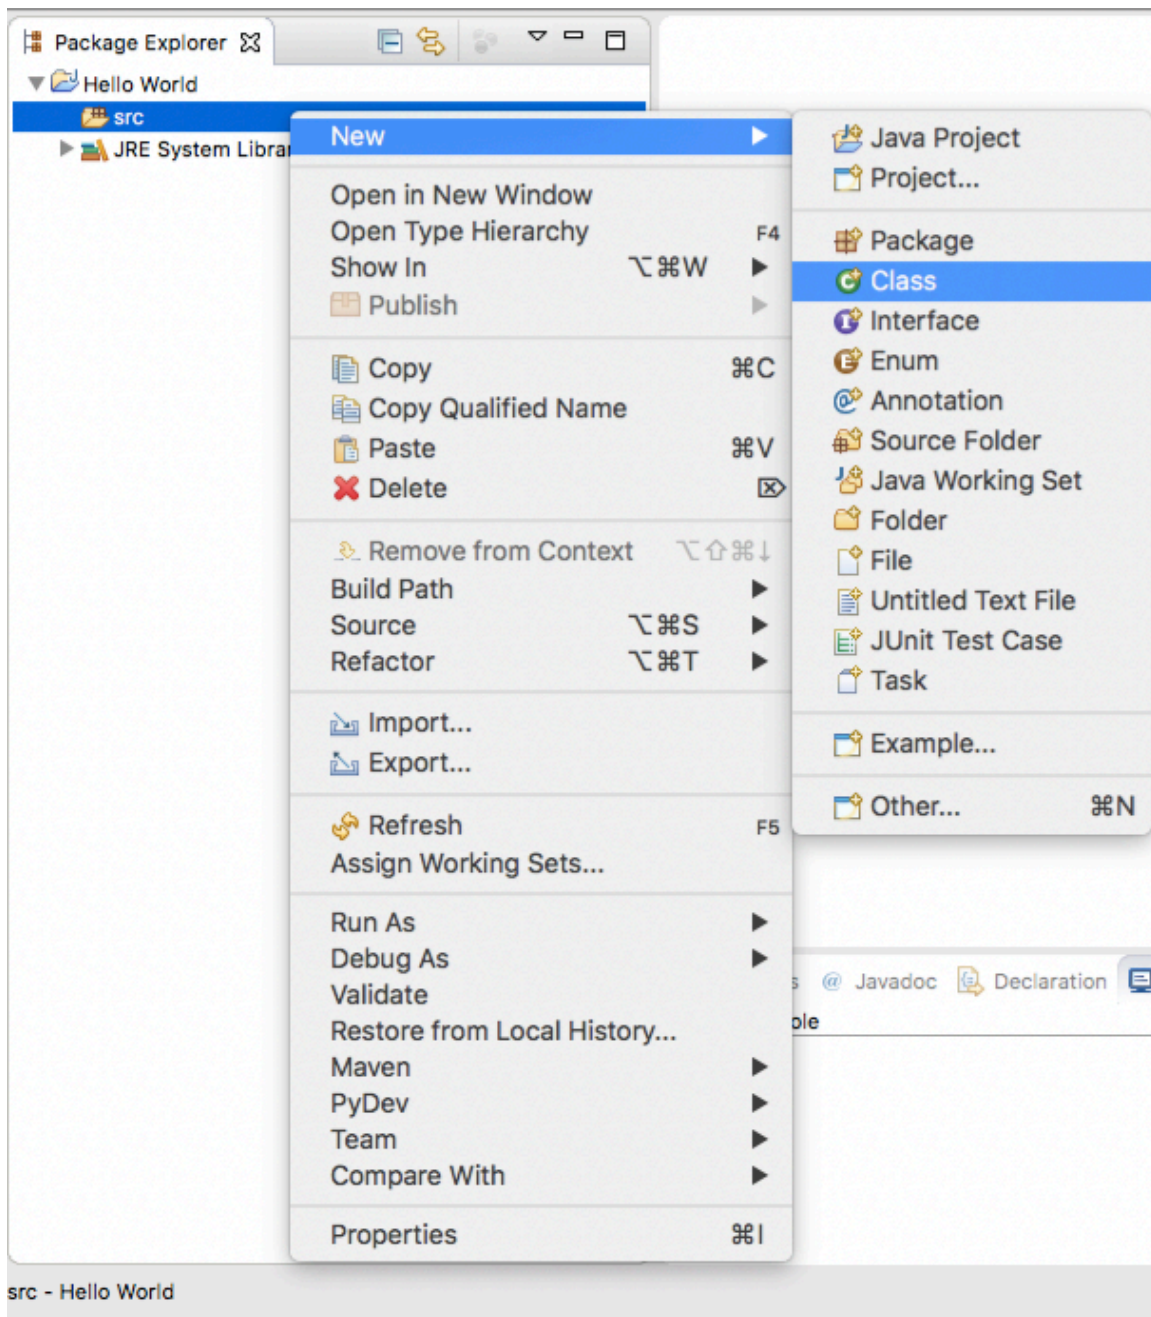 Package Explorer
Hello World
src
JRE System Libra
New
Open in New Window
Open Type Hierarchy F4
Show In ⌥⌘W
Publish
Copy ⌘C
Copy Qualified Name
Paste ⌘V
Delete ⌦
Remove from Context ⌥⇧⌘↓
Build Path
Source ⌥⌘S
Refactor ⌥⌘T
Import...
Export...
Refresh F5
Assign Working Sets...
Run As
Debug As
Validate
Restore from Local History...
Maven
PyDev
Team
Compare With
Properties ⌘I
Java Project
Project...
Package
Class
Interface
Enum
Annotation
Source Folder
Java Working Set
Folder
File
Untitled Text File
JUnit Test Case
Task
Example...
Other... ⌘N
s @ Javadoc Declaration
ole
src - Hello World